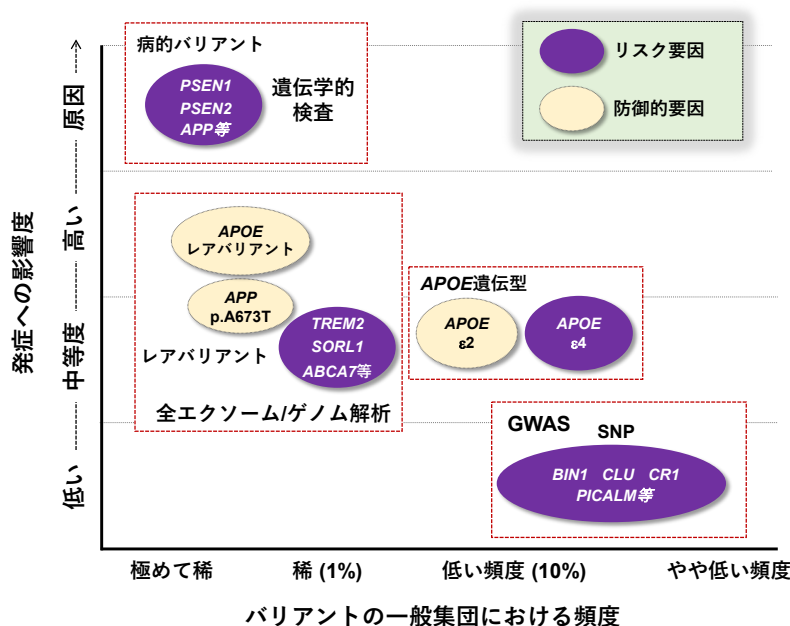 病的バリアント
PSEN1
PSEN2
APP等
遺伝学的
検査
リスク要因
防御的要因
発症への影響度
原因
高い
中等度
低い
APOE
レアバリアント
APP
p.A673T
レアバリアント
TREM2
SORL1
ABCA7等
全エクソーム/ゲノム解析
APOE遺伝型
APOE
ε2
APOE
ε4
GWAS
SNP
BIN1 CLU CR1
PICALM等
極めて稀
稀 (1%)
低い頻度 (10%)
やや低い頻度
バリアントの一般集団における頻度